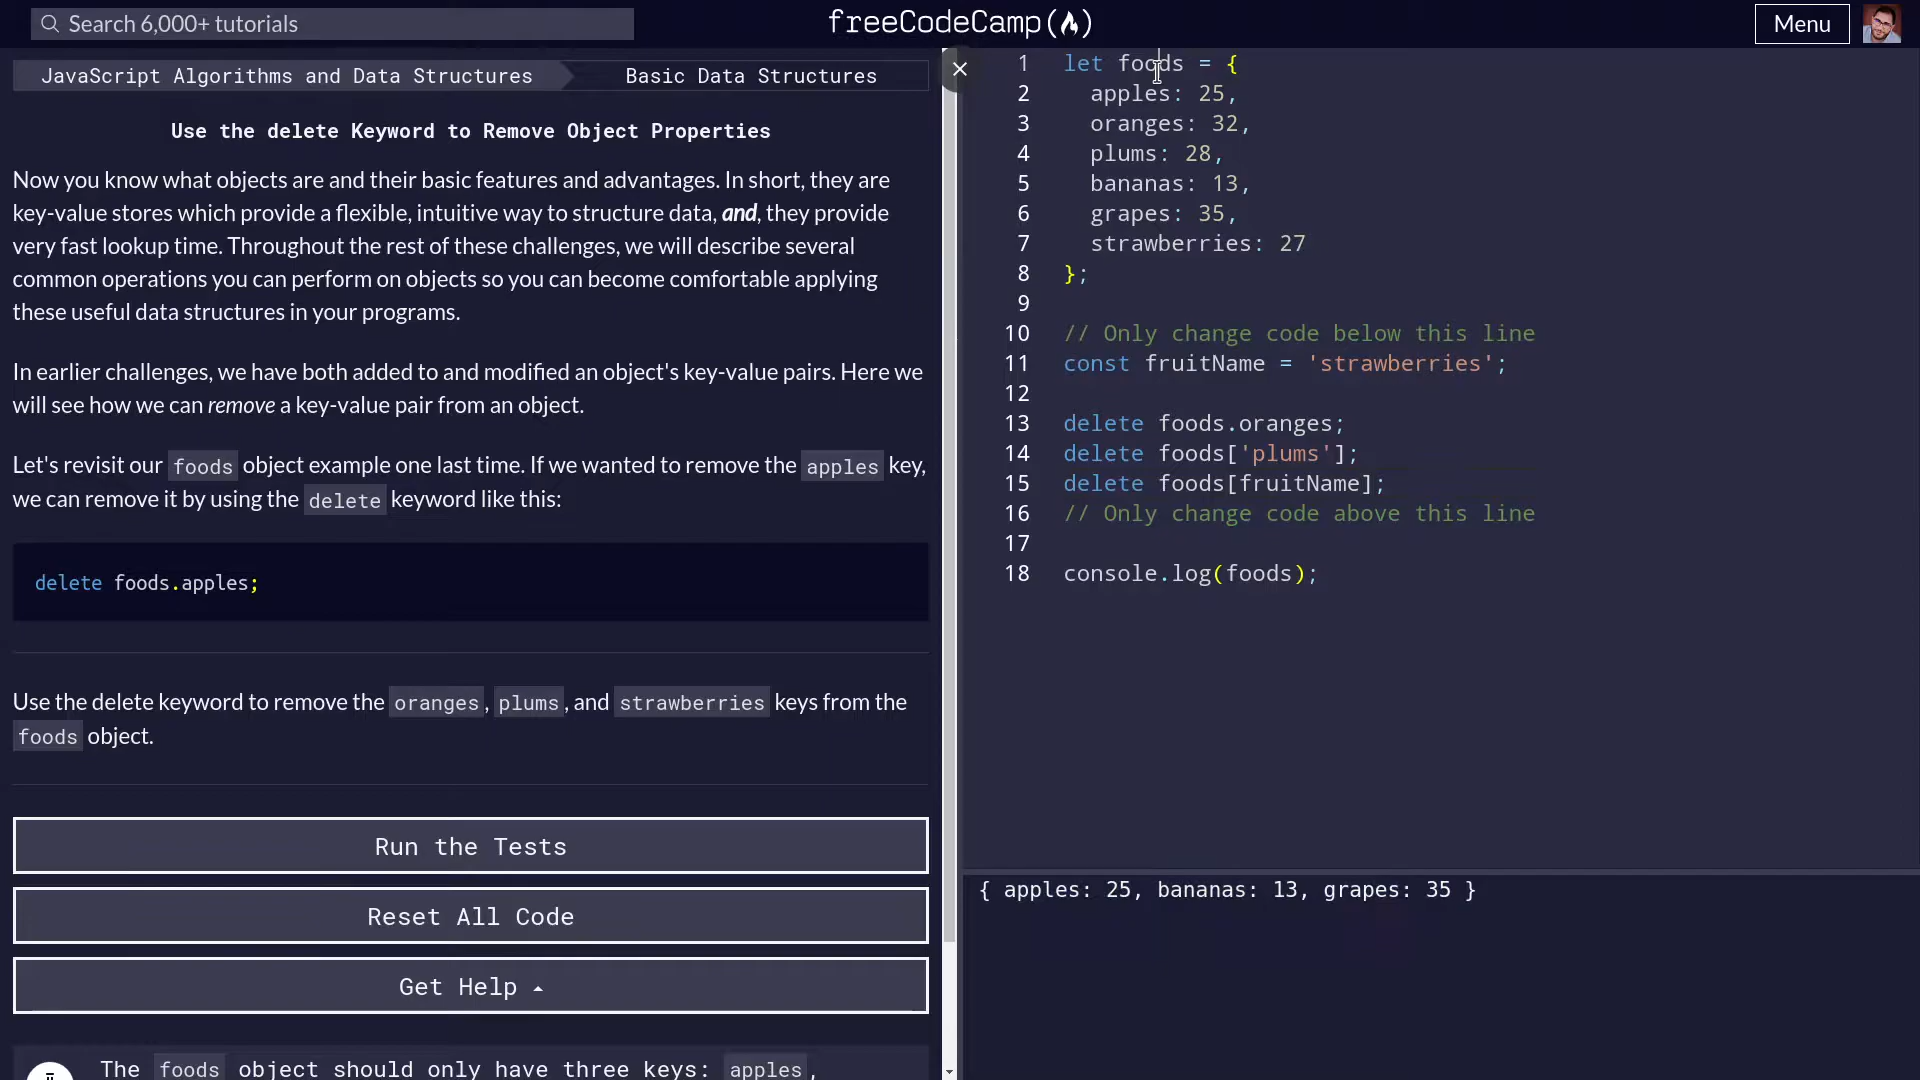 Search 6,000+ tutorials
freeCodeCamp(🔥)
Menu
JavaScript Algorithms and Data Structures
Basic Data Structures
Use the delete Keyword to Remove Object Properties
Now you know what objects are and their basic features and advantages. In short, they are
key-value stores which provide a flexible, intuitive way to structure data, and, they provide
very fast lookup time. Throughout the rest of these challenges, we will describe several
common operations you can perform on objects so you can become comfortable applying
these useful data structures in your programs.
In earlier challenges, we have both added to and modified an object's key-value pairs. Here we
will see how we can remove a key-value pair from an object.
Let's revisit our foods object example one last time. If we wanted to remove the apples key,
we can remove it by using the delete keyword like this:
delete foods.apples;
Use the delete keyword to remove the oranges, plums, and strawberries keys from the
foods object.
Run the Tests
Reset All Code
Get Help
The foods object should only have three keys: apples,
1 let foods = {
2 apples: 25,
3 oranges: 32,
4 plums: 28,
5 bananas: 13,
6 grapes: 35,
7 strawberries: 27
8 };
9
10 // Only change code below this line
11 const fruitName = 'strawberries';
12
13 delete foods.oranges;
14 delete foods['plums'];
15 delete foods[fruitName];
16 // Only change code above this line
17
18 console.log(foods);
{ apples: 25, bananas: 13, grapes: 35 }